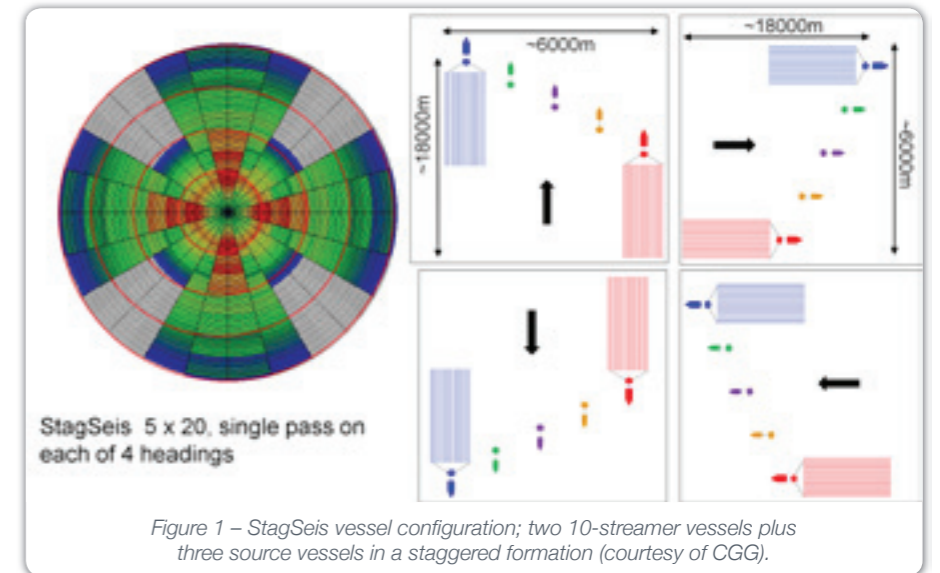 ~6000m
~18000m
~18000m
~6000m
StagSeis 5 x 20, single pass on
each of 4 headings
Figure 1 – StagSeis vessel configuration; two 10-streamer vessels plus
three source vessels in a staggered formation (courtesy of CGG).